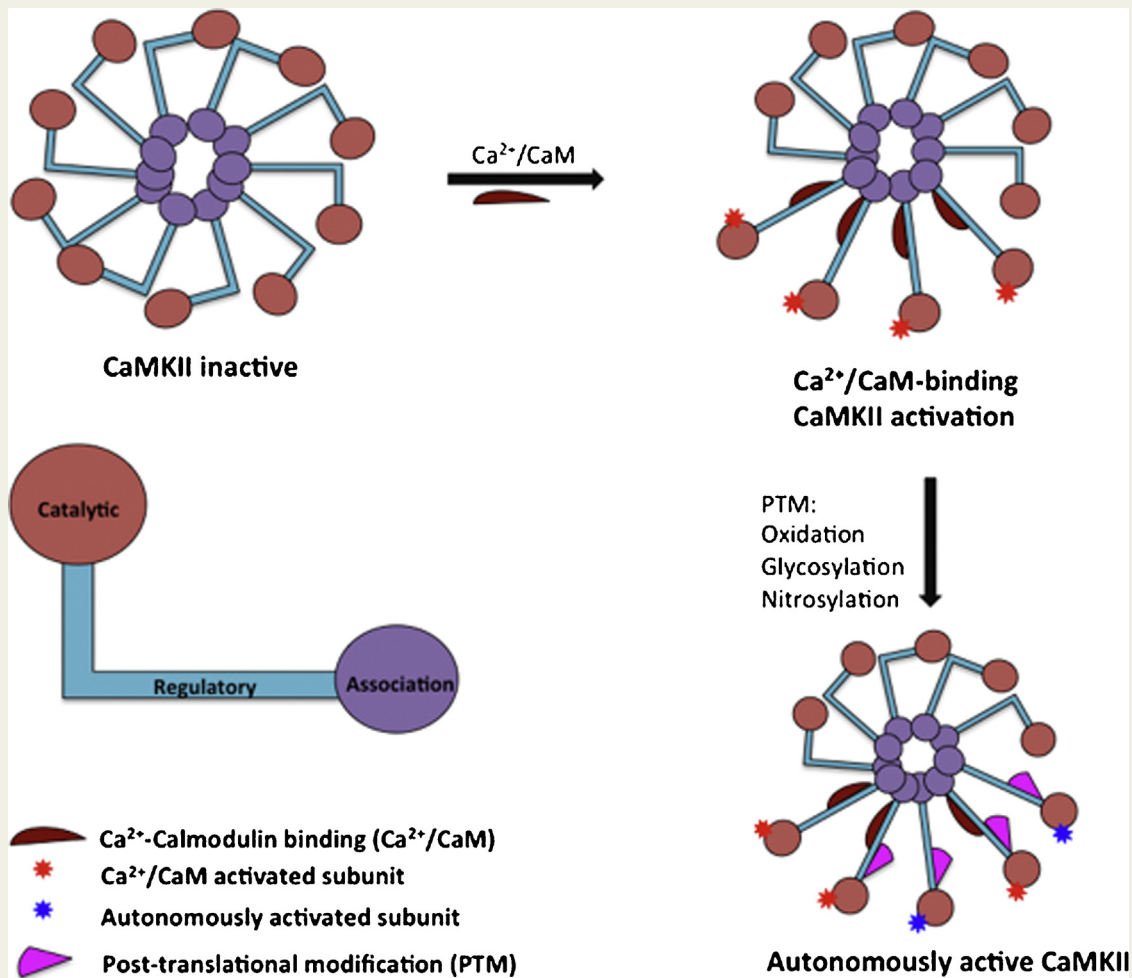 Ca²⁺/CaM
CaMKII inactive
Ca²⁺/CaM-binding
CaMKII activation
Catalytic
Regulatory
Association
PTM:
Oxidation
Glycosylation
Nitrosylation
Ca²⁺-Calmodulin binding (Ca²⁺/CaM)
Ca²⁺/CaM activated subunit
Autonomously activated subunit
Post-translational modification (PTM)
Autonomously active CaMKII